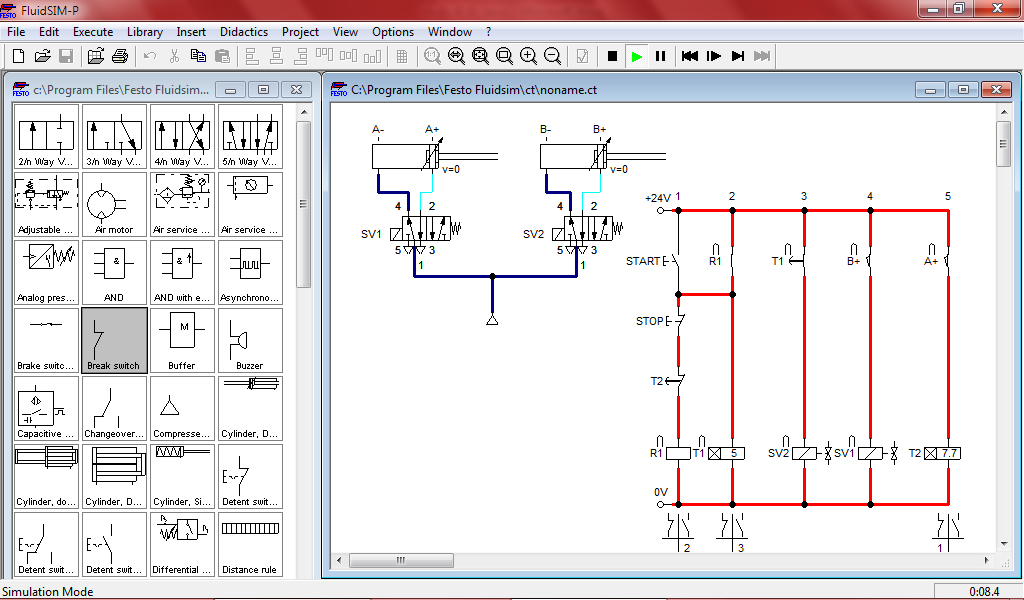 FluidSIM-P
File Edit Execute Library Insert Didactics Project View Options Window ?
FESTO c:\Program Files\Festo Fluidsim...
2/n Way V... 3/n Way V... 4/n Way V... 5/n Way V...
Adjustable ... Air motor Air service ... Air service ...
Analog pres... AND AND with e... Asynchrono...
&
&
Brake switc... Break switch Buffer Buzzer
M
Capacitive ... Changeover... Compresse... Cylinder, D...
Cylinder, do... Cylinder, D... Cylinder, Si... Detent swit...
Detent swit... Detent swit... Differential ... Distance rule
FESTO C:\Program Files\Festo Fluidsim\ct\noname.ct
A- A+ B- B+
v=0 v=0
4 2 4 2
SV1 SV2
5 3 5 3
1 1
+24V 1 2 3 4 5
START R1 T1 B+ A+
STOP
T2
R1 T1 5 SV2 SV1 T2 7.7
0V
2 3 1
Simulation Mode 0:08.4